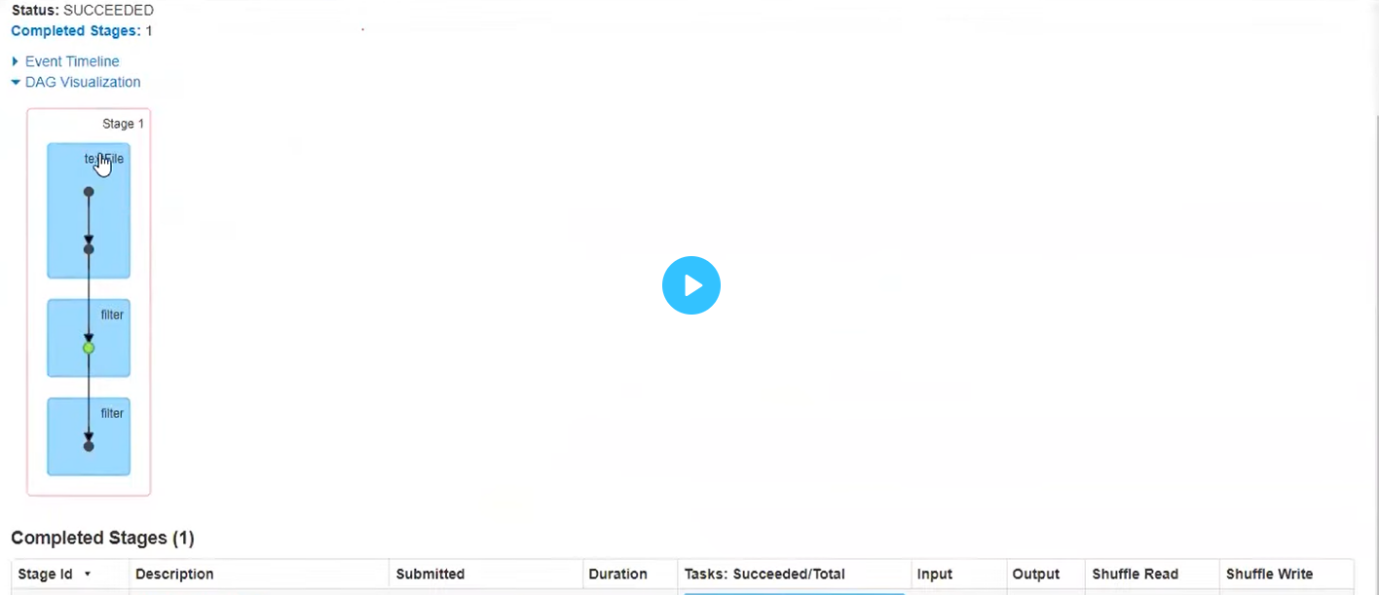 Status: SUCCEEDED
Completed Stages: 1
Event Timeline
DAG Visualization
Stage 1
filter
filter
Completed Stages (1)
Stage Id Description Submitted Duration Tasks: Succeeded/Total Input Output Shuffle Read Shuffle Write